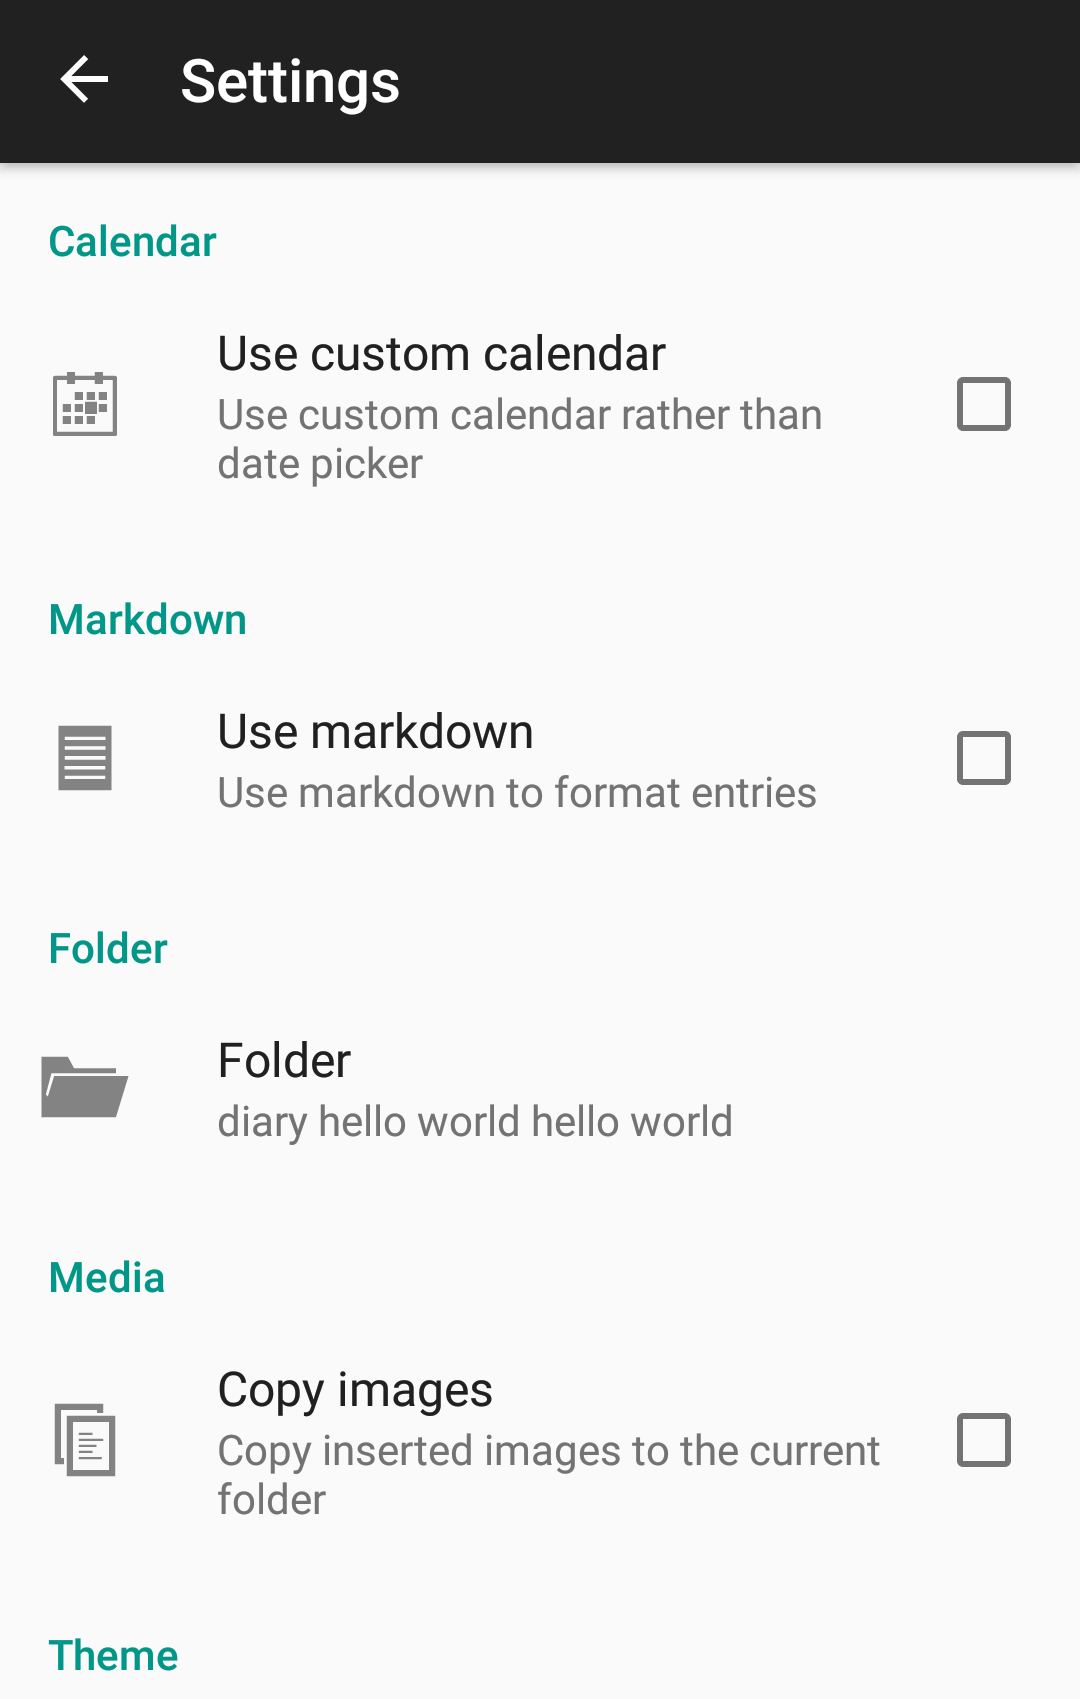 Settings
Calendar
Use custom calendar
Use custom calendar rather than
date picker
Markdown
Use markdown
Use markdown to format entries
Folder
Folder
diary hello world hello world
Media
Copy images
Copy inserted images to the current
folder
Theme